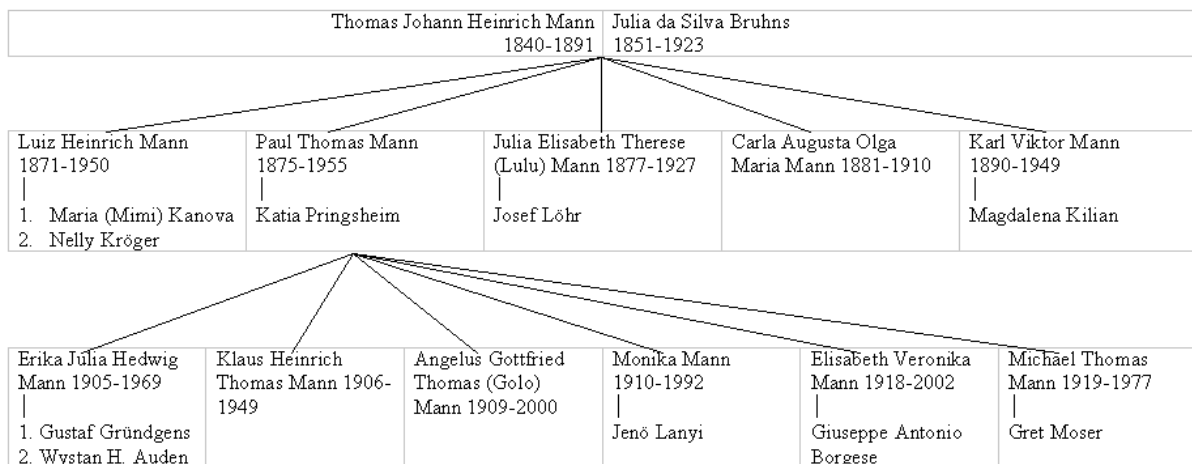 Thomas Johann Heinrich Mann
1840-1891
Julia da Silva Bruhns
1851-1923
Luiz Heinrich Mann
1871-1950
1. Maria (Mimi) Kanova
2. Nelly Kröger
Paul Thomas Mann
1875-1955
Katia Pringsheim
Julia Elisabeth Therese
(Lulu) Mann 1877-1927
Josef Löhr
Carla Augusta Olga
Maria Mann 1881-1910
Karl Viktor Mann
1890-1949
Magdalena Kilian
Erika Julia Hedwig
Mann 1905-1969
1. Gustaf Gründgens
2. Wystan H. Auden
Klaus Heinrich
Thomas Mann 1906-
1949
Angelus Gottfried
Thomas (Golo)
Mann 1909-2000
Monika Mann
1910-1992
Jenö Lanyi
Elisabeth Veronika
Mann 1918-2002
Giuseppe Antonio
Borgese
Michael Thomas
Mann 1919-1977
Gret Moser